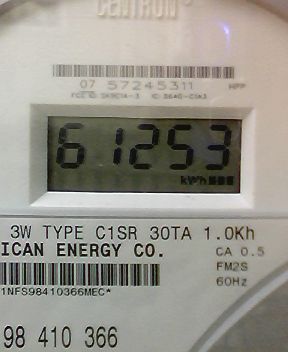 CENTRON®
07 57245311
61253
kWh
3W TYPE C1SR 30TA 1.0Kh
ICAN ENERGY CO.
CA 0.5
FM2S
60Hz
1NFS98410366MEC*
98 410 366